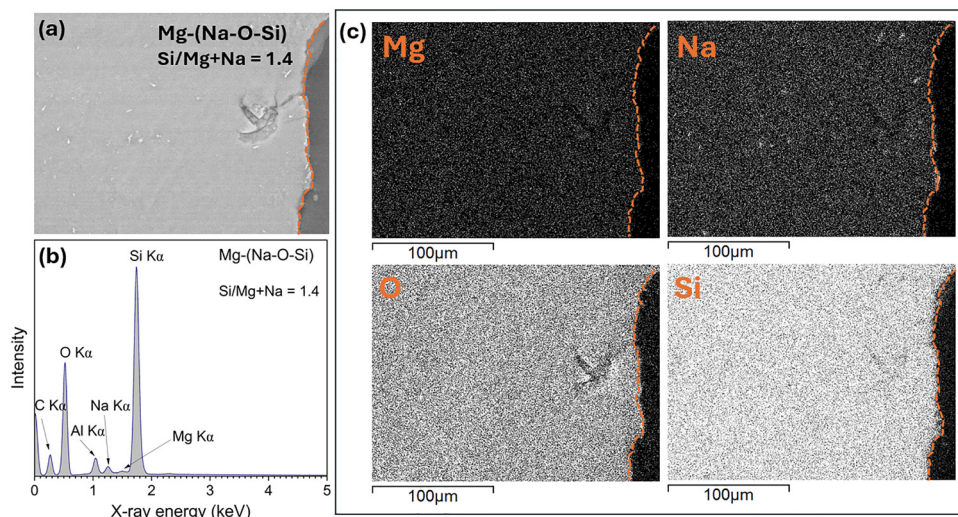 (a)
Mg-(Na-O-Si)
Si/Mg+Na = 1.4
(b)
Si Kα
Mg-(Na-O-Si)
Si/Mg+Na = 1.4
O Kα
C Kα
Al Kα
Na Kα
Mg Kα
Intensity
0 1 2 3 4 5
X-ray energy (keV)
(c)
Mg
100µm
Na
100µm
O
100µm
Si
100µm